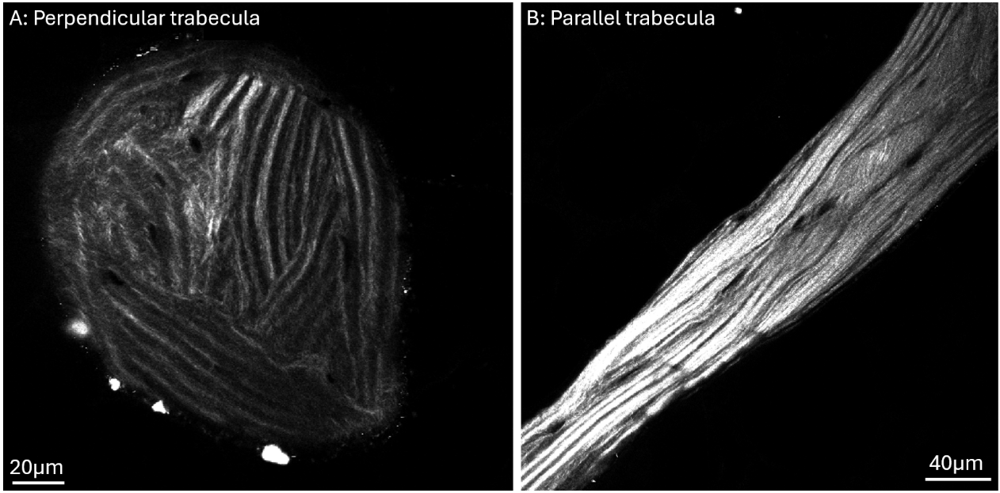 A: Perpendicular trabecula
B: Parallel trabecula
20µm
40µm